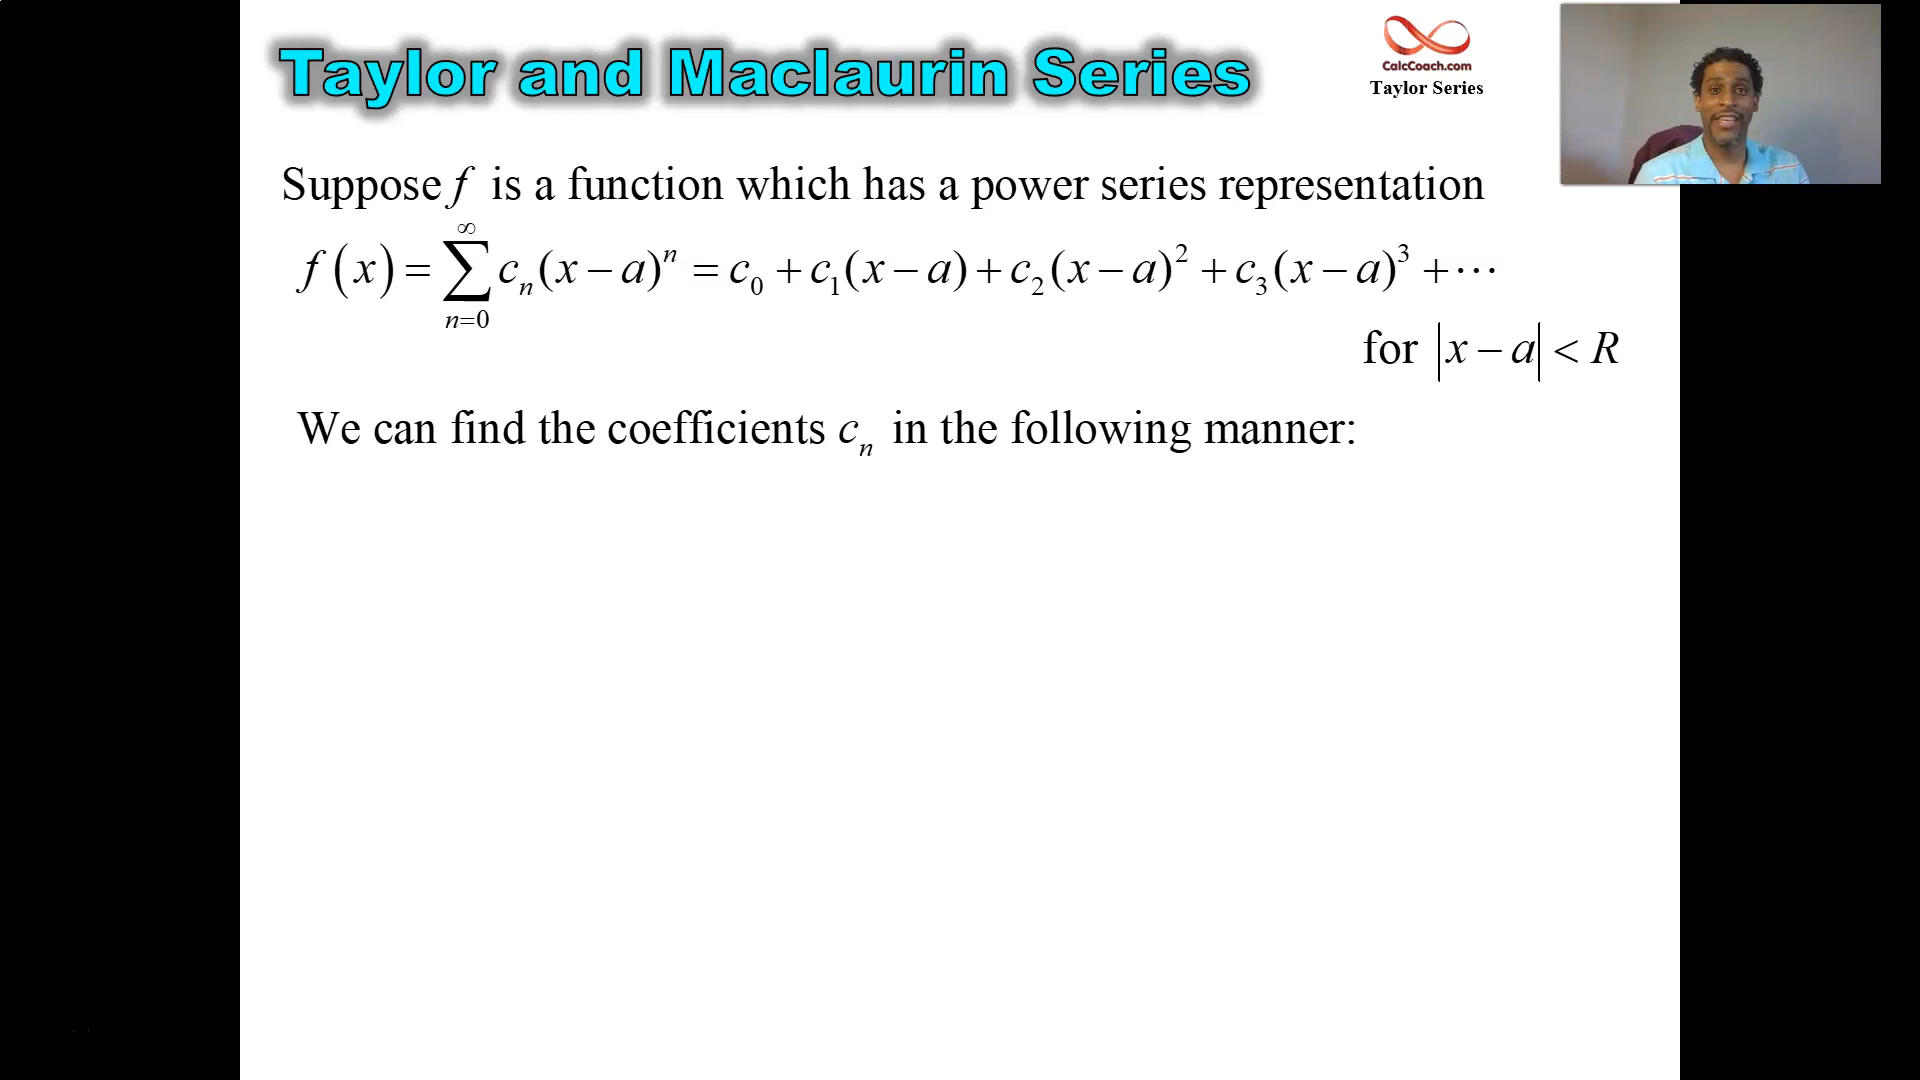 Taylor and Maclaurin Series
CalcCoach.com
Taylor Series
Suppose f is a function which has a power series representation
f(x) = ∑_{n=0}^{∞} c_n(x − a)^n = c_0 + c_1(x − a) + c_2(x − a)^2 + c_3(x − a)^3 + ⋯
for |x − a| < R
We can find the coefficients c_n in the following manner: